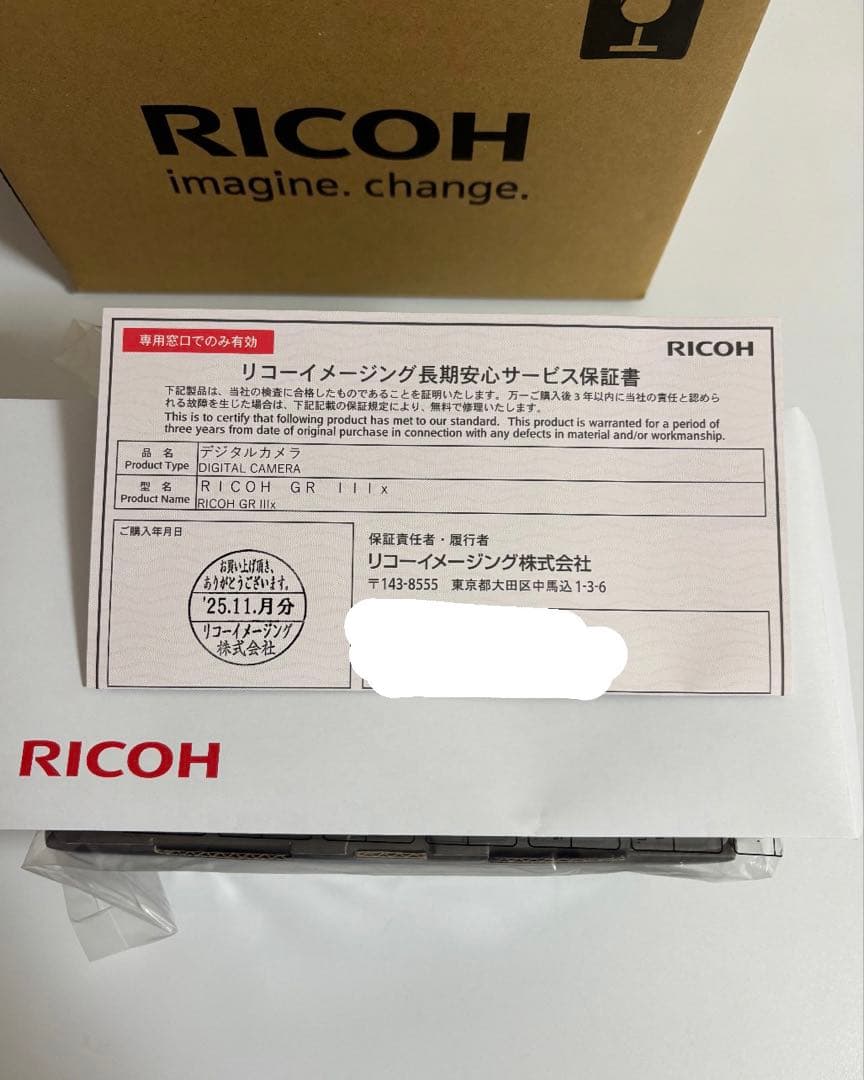 RICOH
imagine. change.
専用窓口でのみ有効
RICOH
リコーイメージング長期安心サービス保証書
下記製品は、当社の検査に合格したものであることを証明いたします。万一ご購入後3年以内に当社の責任と認めら
れる故障を生じた場合は、下記記載の保証規定により、無料で修理いたします。
This is to certify that following product has met to our standard. This product is warranted for a period of
three years from date of original purchase in connection with any defects in material and/or workmanship.
品 名 デジタルカメラ
Product Type DIGITAL CAMERA
型 名 RICOH GR IIIx
Product Name RICOH GR IIIx
ご購入年月日
お買い上げ頂き、
ありがとうございます。
'25.11.月分
リコーイメージング
株式会社
保証責任者・履行者
リコーイメージング株式会社
〒143-8555 東京都大田区中馬込1-3-6
RICOH